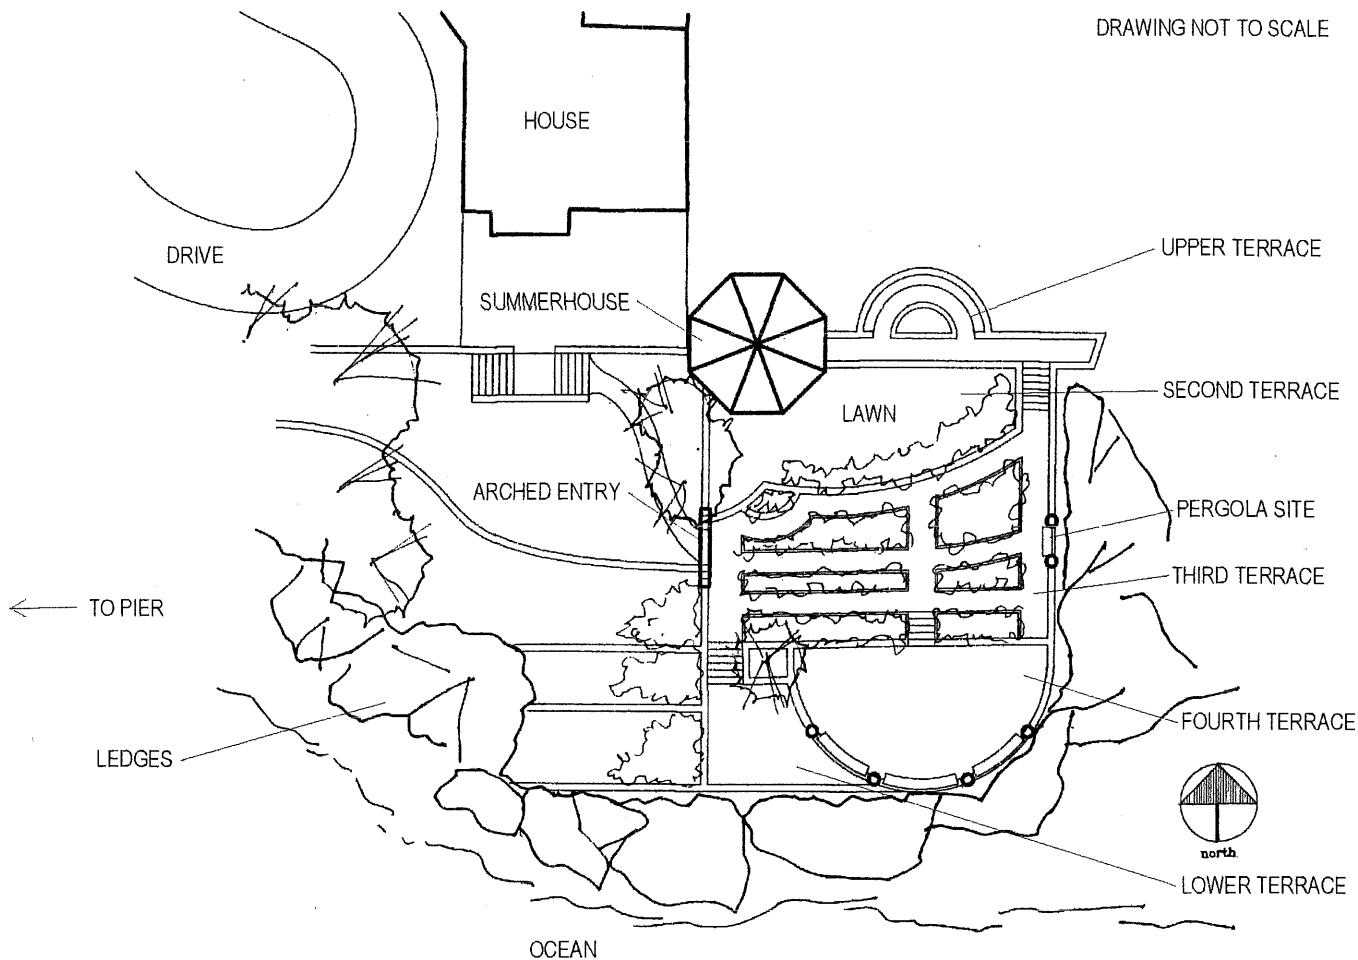 DRAWING NOT TO SCALE
HOUSE
DRIVE
UPPER TERRACE
SUMMERHOUSE
SECOND TERRACE
LAWN
ARCHED ENTRY
PERGOLA SITE
THIRD TERRACE
TO PIER
FOURTH TERRACE
LEDGES
north
LOWER TERRACE
OCEAN